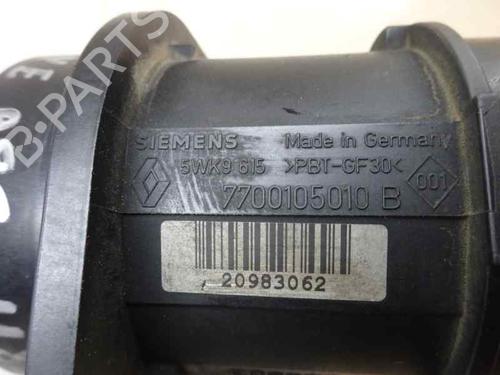 SIEMENS Made in Germany
5WK9 615 >PBT-GF30<
7700105010 B
001
20983062
B-PARTS